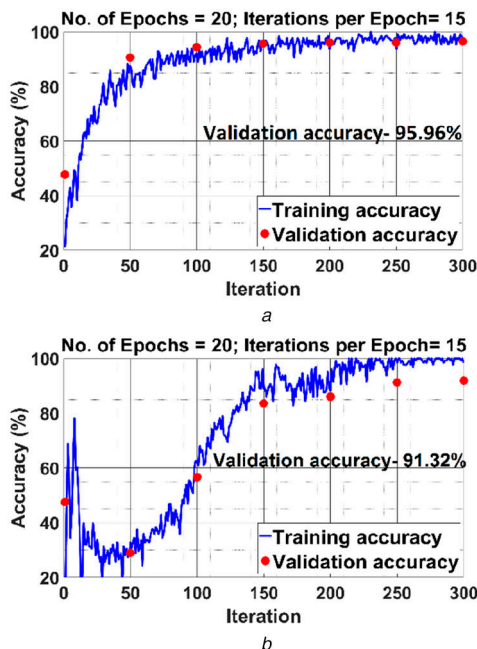 No. of Epochs = 20; Iterations per Epoch= 15
100
80
60
40
20
Accuracy (%)
Validation accuracy- 95.96%
Training accuracy
Validation accuracy
0 50 100 150 200 250 300
Iteration
a
No. of Epochs = 20; Iterations per Epoch= 15
100
80
60
40
20
Accuracy (%)
Validation accuracy- 91.32%
Training accuracy
Validation accuracy
0 50 100 150 200 250 300
Iteration
b